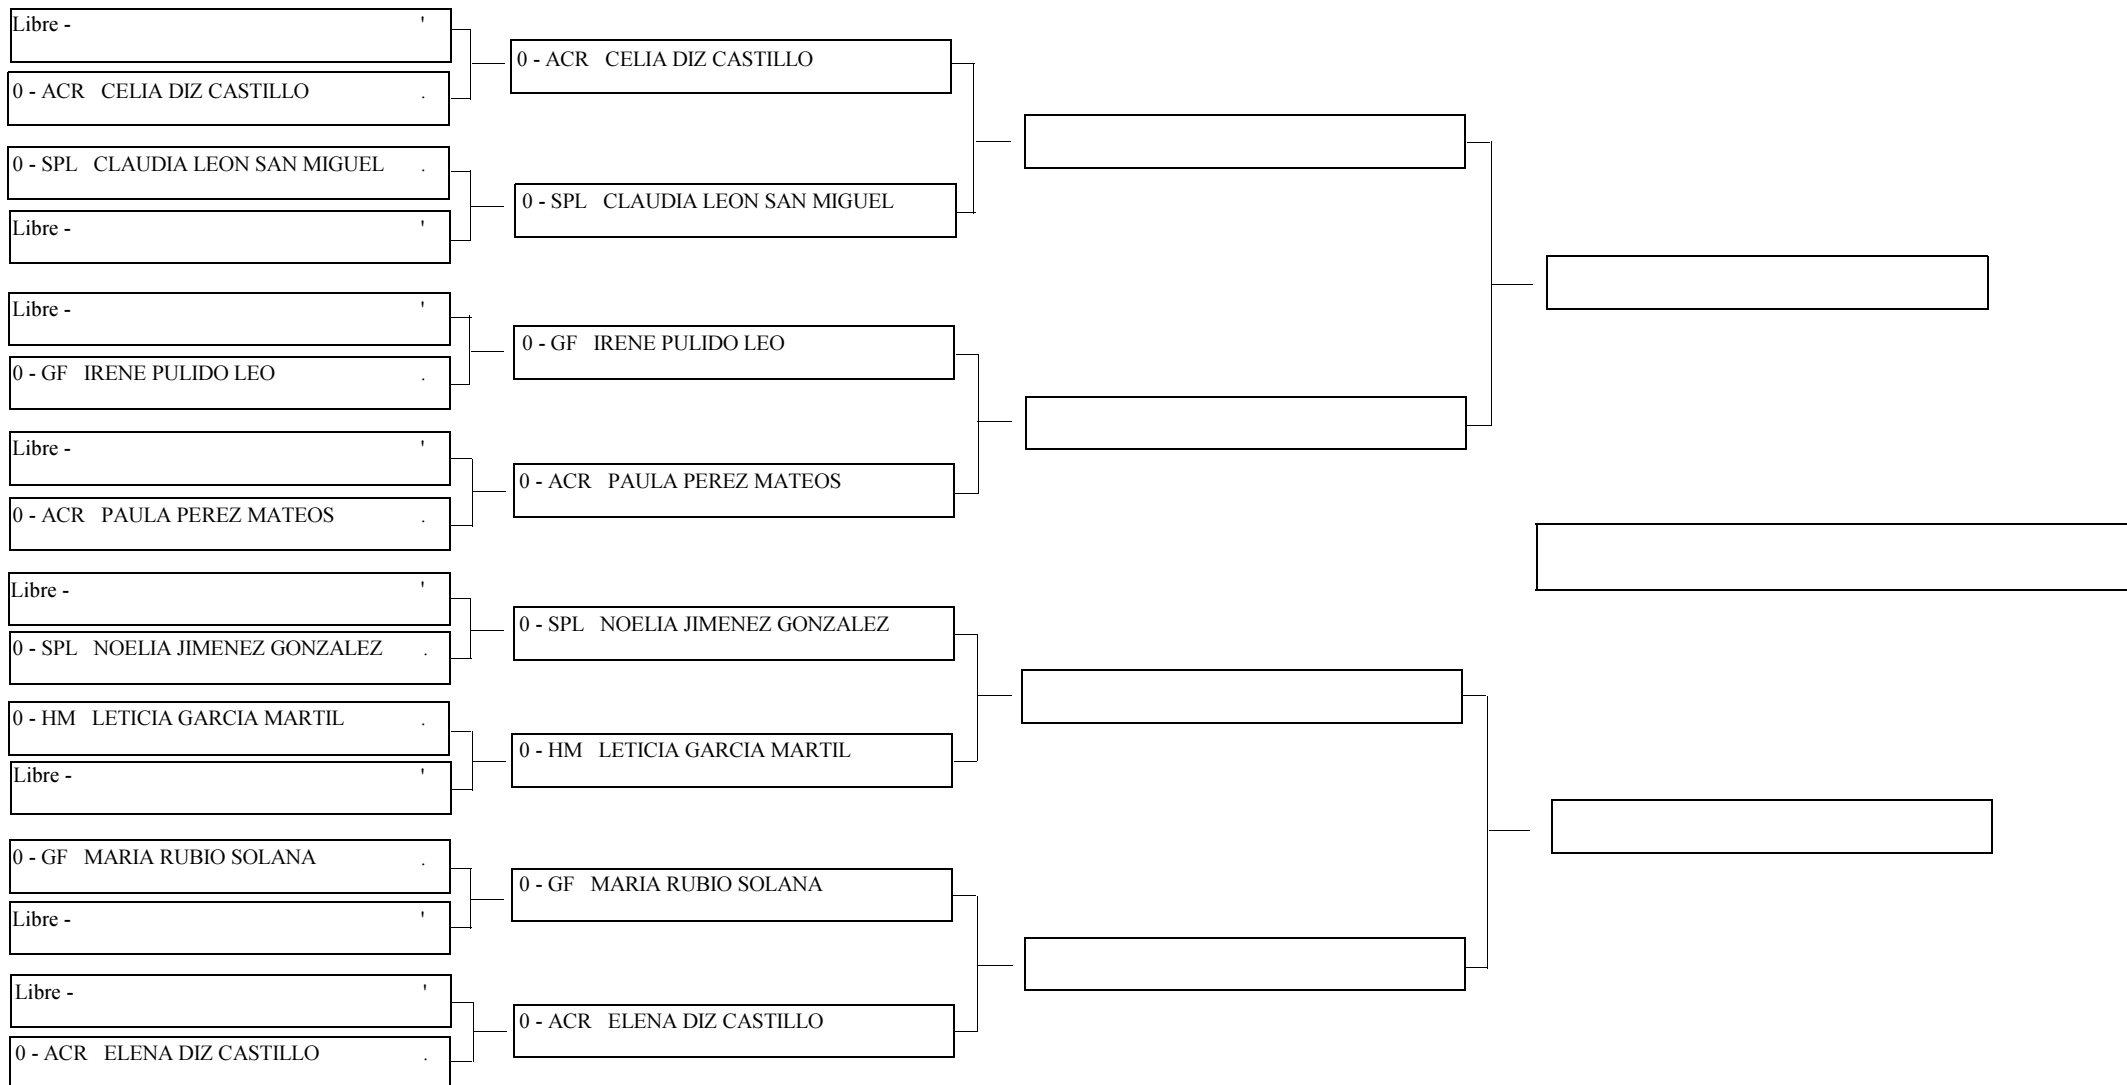 Libre - '
0 - ACR CELIA DIZ CASTILLO .
0 - SPL CLAUDIA LEON SAN MIGUEL .
Libre - '
Libre - '
0 - GF IRENE PULIDO LEO .
Libre - '
0 - ACR PAULA PEREZ MATEOS .
Libre - '
0 - SPL NOELIA JIMENEZ GONZALEZ .
0 - HM LETICIA GARCIA MARTIL .
Libre - '
0 - GF MARIA RUBIO SOLANA .
Libre - '
Libre - '
0 - ACR ELENA DIZ CASTILLO .
0 - ACR CELIA DIZ CASTILLO
0 - SPL CLAUDIA LEON SAN MIGUEL
0 - GF IRENE PULIDO LEO
0 - ACR PAULA PEREZ MATEOS
0 - SPL NOELIA JIMENEZ GONZALEZ
0 - HM LETICIA GARCIA MARTIL
0 - GF MARIA RUBIO SOLANA
0 - ACR ELENA DIZ CASTILLO